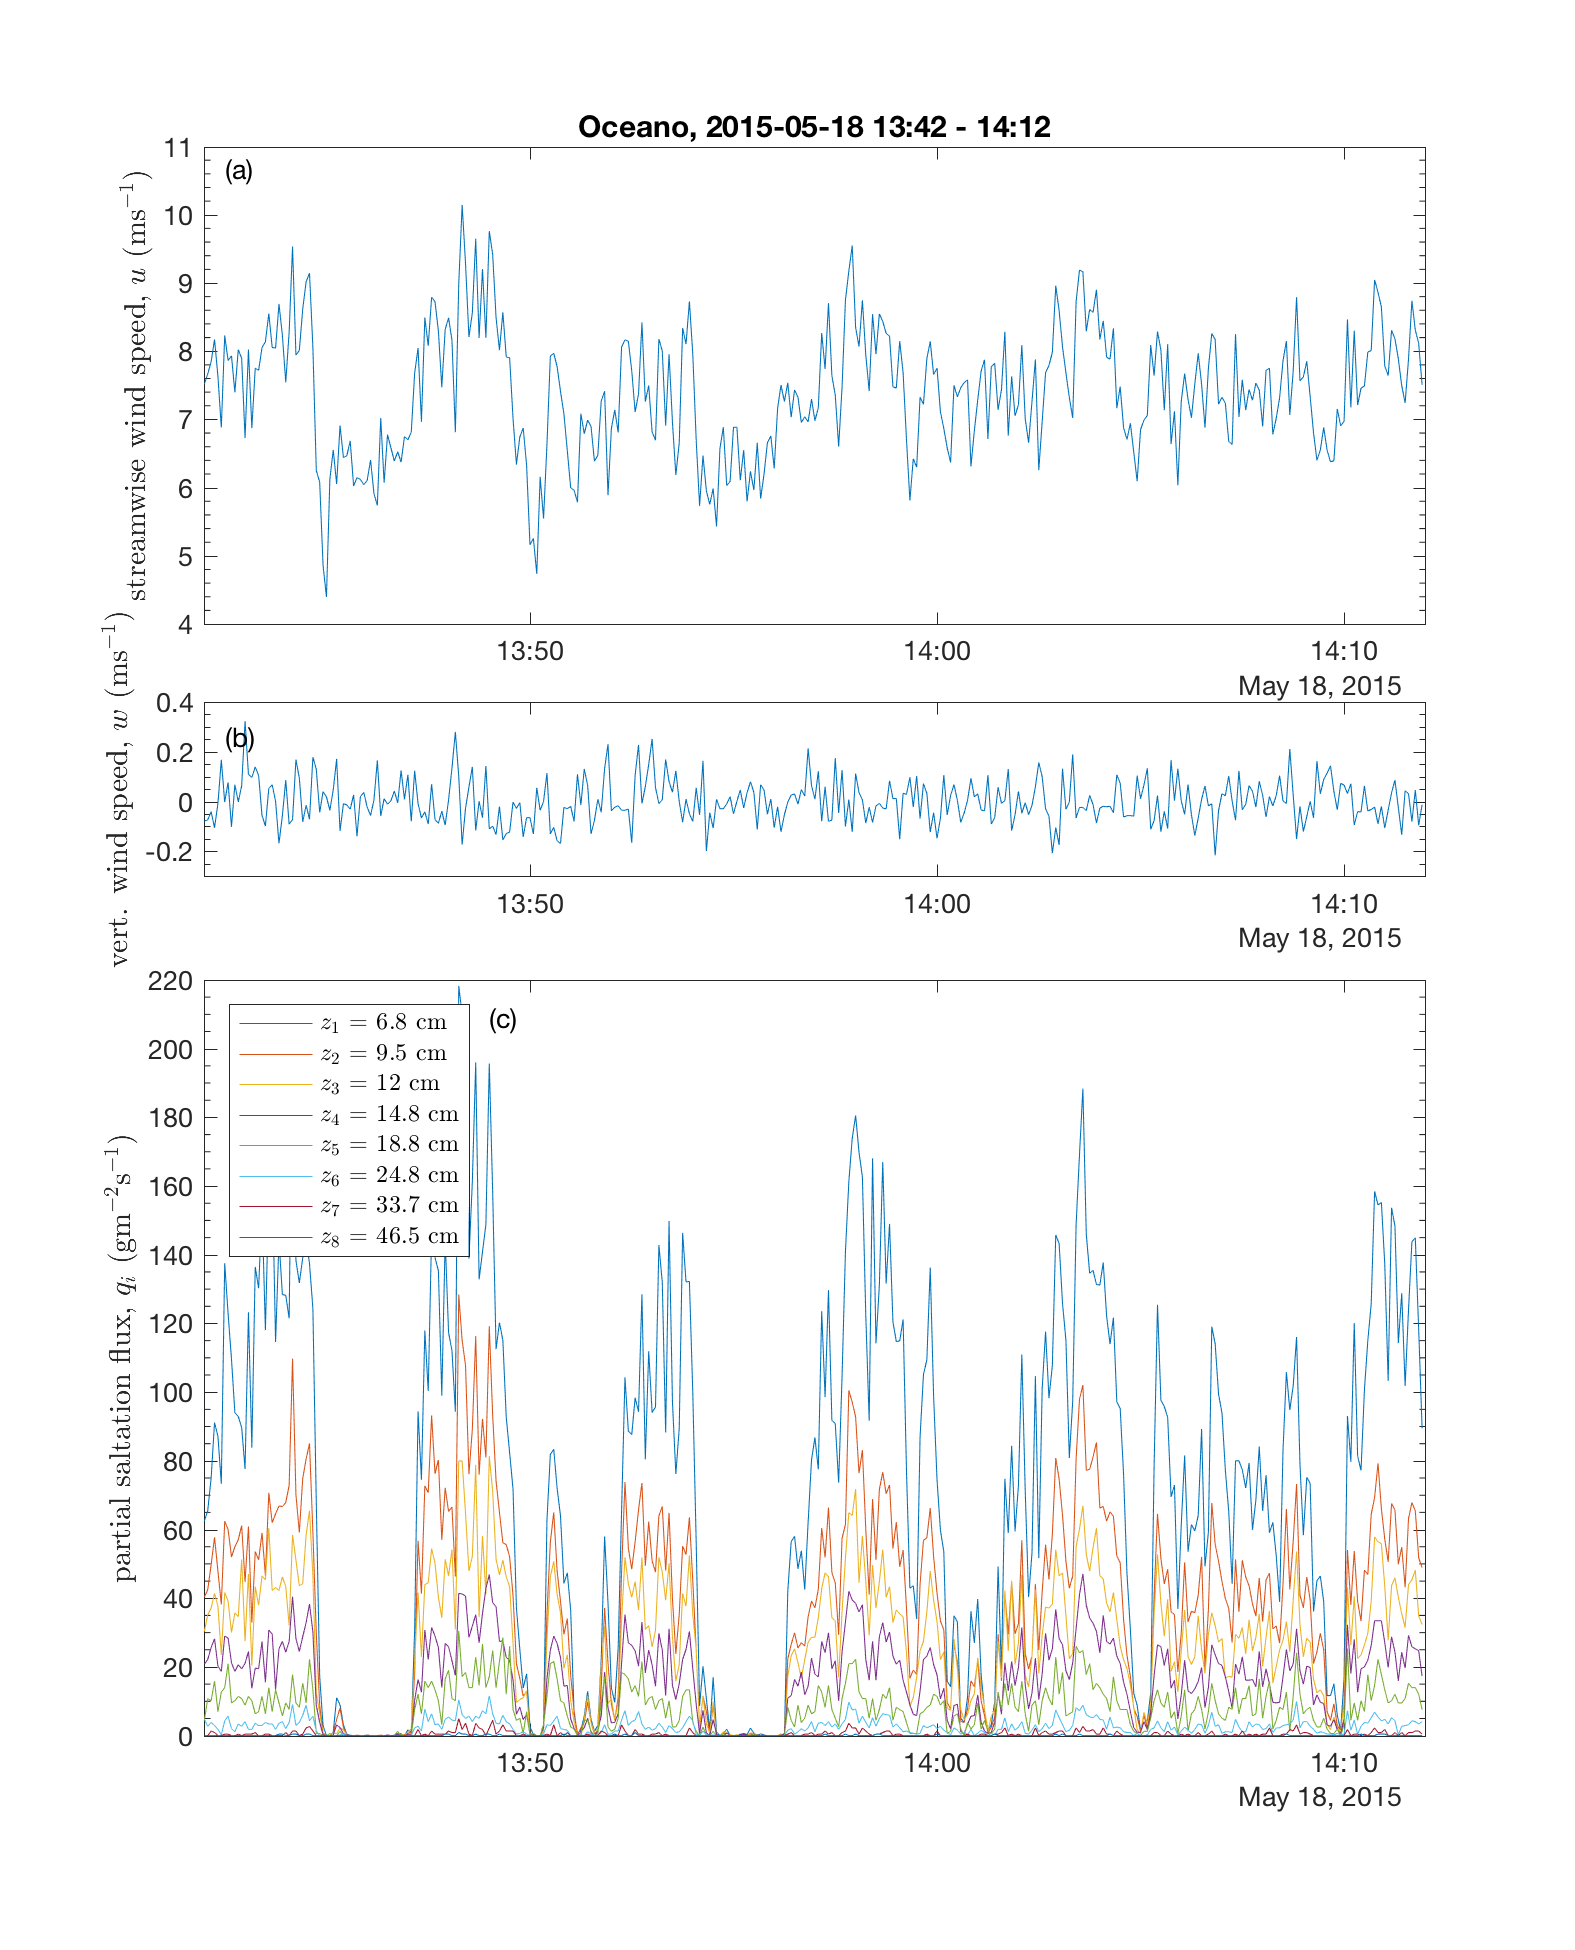 Oceano, 2015-05-18 13:42 - 14:12
(a)
streamwise wind speed, u (ms⁻¹)
11
10
9
8
7
6
5
4
13:50 14:00 14:10
May 18, 2015
(b)
vert. wind speed, w (ms⁻¹)
0.4
0.2
0
-0.2
13:50 14:00 14:10
May 18, 2015
(c)
partial saltation flux, qᵢ (gm⁻²s⁻¹)
220
200
180
160
140
120
100
80
60
40
20
0
z₁ = 6.8 cm
z₂ = 9.5 cm
z₃ = 12 cm
z₄ = 14.8 cm
z₅ = 18.8 cm
z₆ = 24.8 cm
z₇ = 33.7 cm
z₈ = 46.5 cm
13:50 14:00 14:10
May 18, 2015